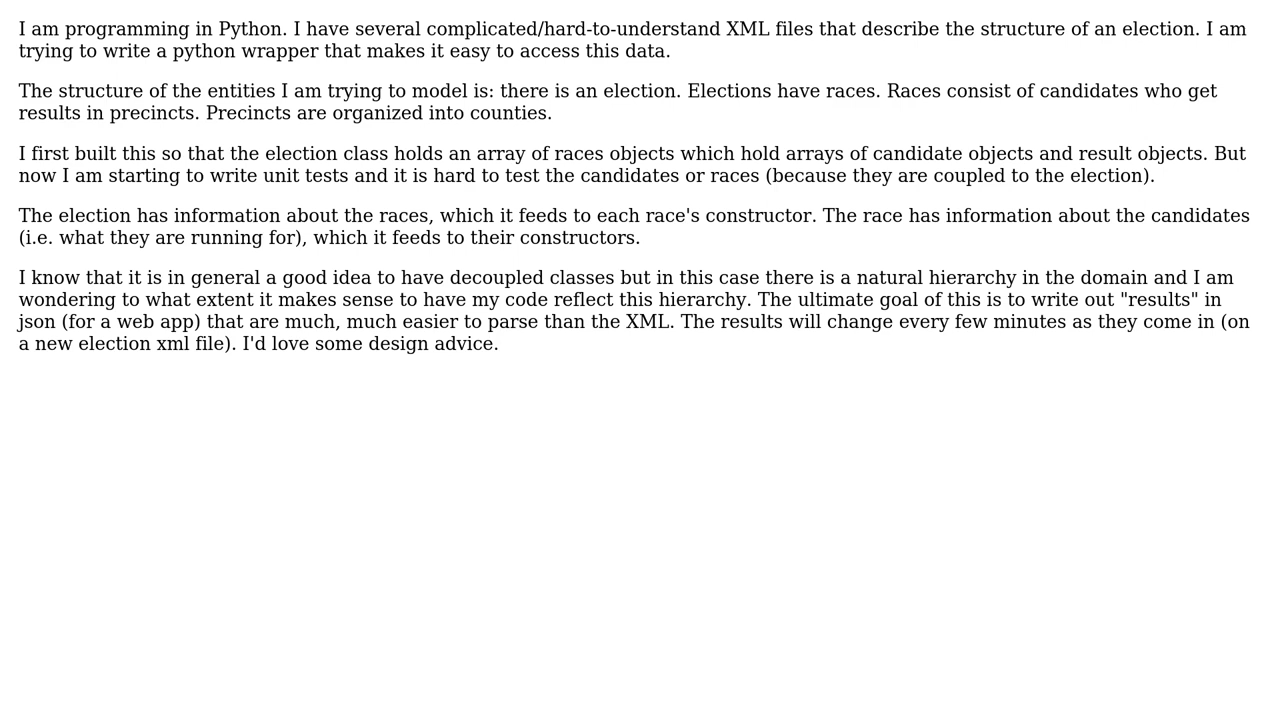 I am programming in Python. I have several complicated/hard-to-understand XML files that describe the structure of an election. I am
trying to write a python wrapper that makes it easy to access this data.
The structure of the entities I am trying to model is: there is an election. Elections have races. Races consist of candidates who get
results in precincts. Precincts are organized into counties.
I first built this so that the election class holds an array of races objects which hold arrays of candidate objects and result objects. But
now I am starting to write unit tests and it is hard to test the candidates or races (because they are coupled to the election).
The election has information about the races, which it feeds to each race's constructor. The race has information about the candidates
(i.e. what they are running for), which it feeds to their constructors.
I know that it is in general a good idea to have decoupled classes but in this case there is a natural hierarchy in the domain and I am
wondering to what extent it makes sense to have my code reflect this hierarchy. The ultimate goal of this is to write out "results" in
json (for a web app) that are much, much easier to parse than the XML. The results will change every few minutes as they come in (on
a new election xml file). I'd love some design advice.